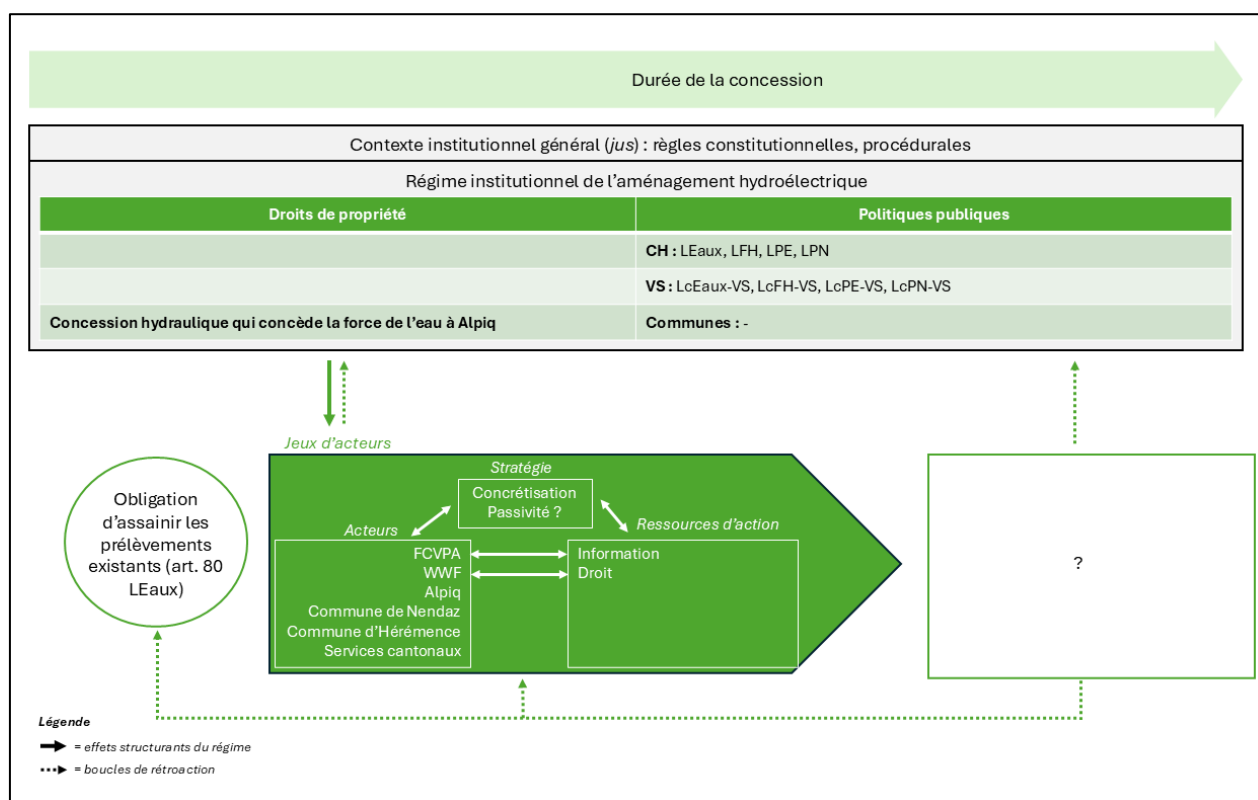 Durée de la concession
Contexte institutionnel général (jus) : règles constitutionnelles, procédurales
Régime institutionnel de l’aménagement hydroélectrique
Droits de propriété
Politiques publiques
CH : LEaux, LFH, LPE, LPN
VS : LcEaux-VS, LcFH-VS, LcPE-VS, LcPN-VS
Concession hydraulique qui concède la force de l’eau à Alpiq
Communes : -
Jeux d’acteurs
Obligation
d’assainir les
prélèvements
existants (art. 80
LEaux)
Stratégie
Concrétisation
Passivité ?
Acteurs
FCVPA
WWF
Alpiq
Commune de Nendaz
Commune d’Hérémence
Services cantonaux
Ressources d’action
Information
Droit
?
Légende
= effets structurants du régime
= boucles de rétroaction